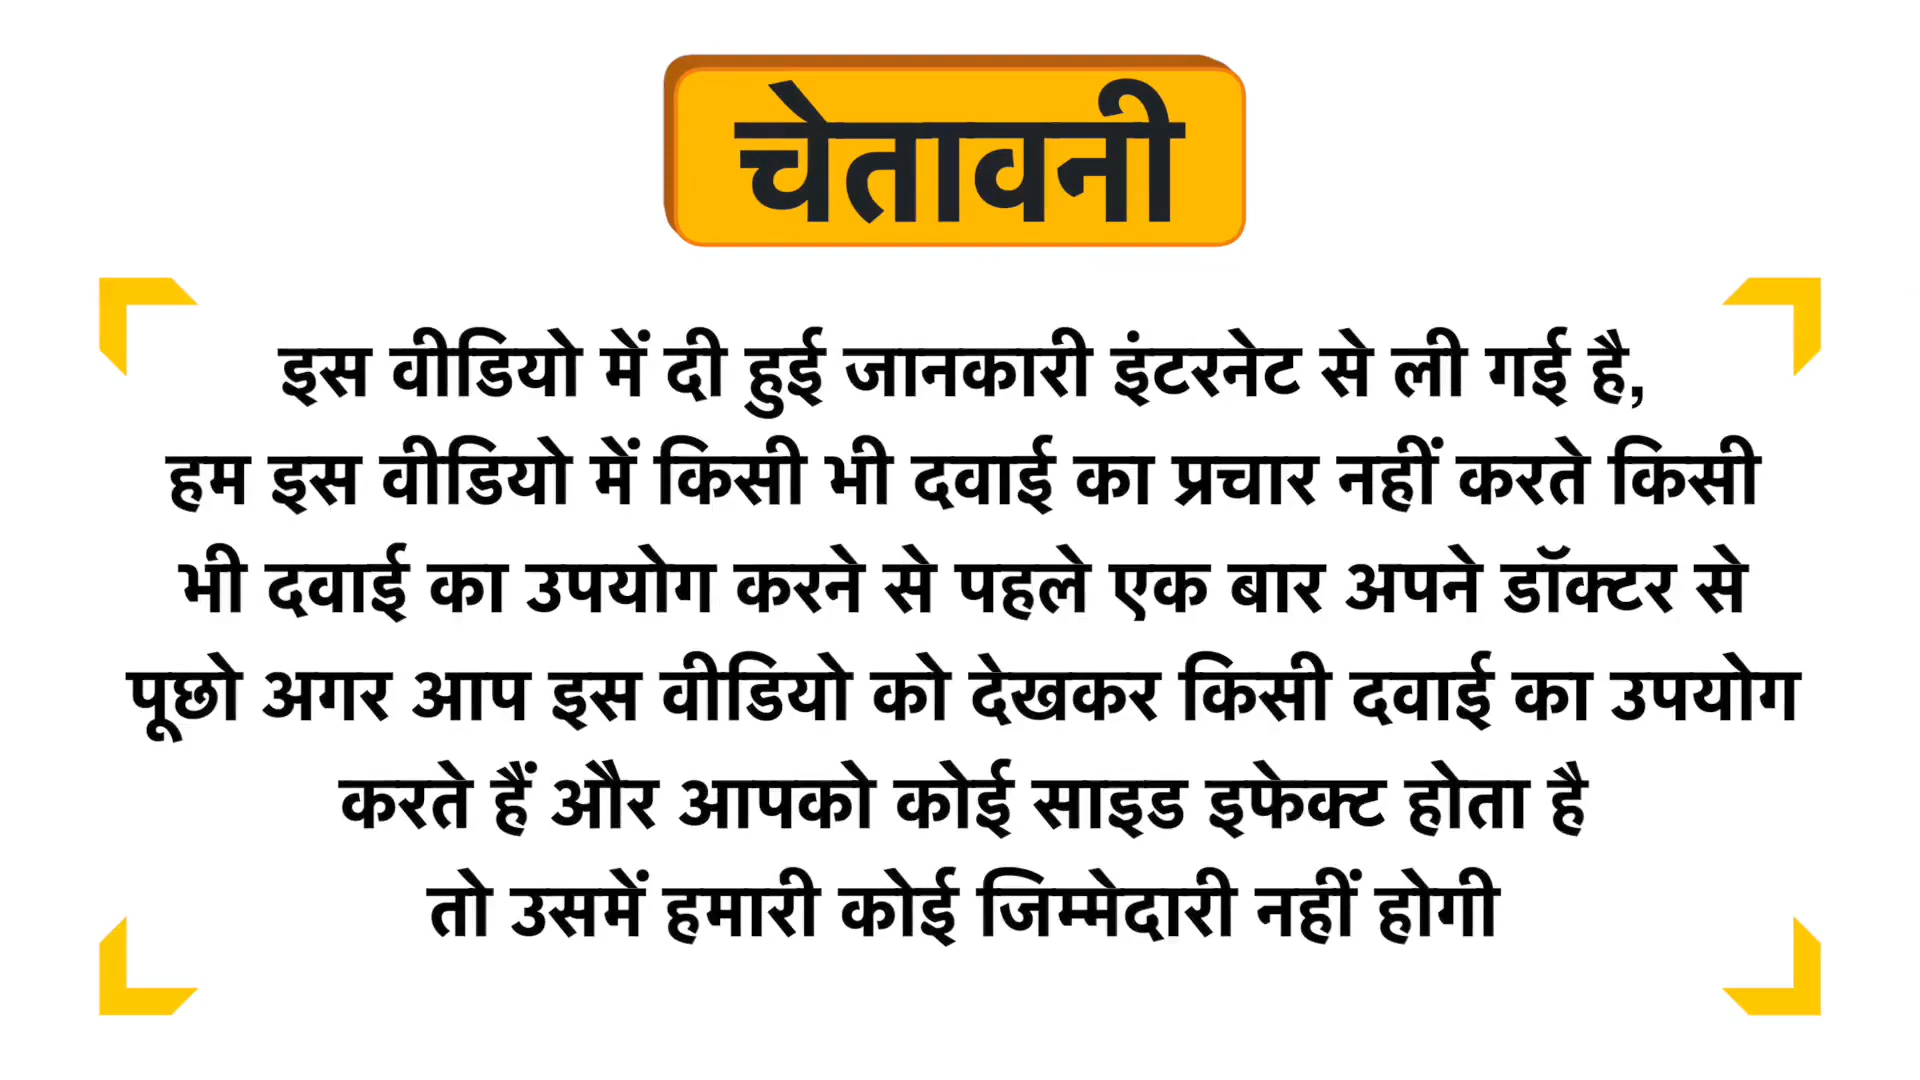 चेतावनी
इस वीडियो में दी हुई जानकारी इंटरनेट से ली गई है,
हम इस वीडियो में किसी भी दवाई का प्रचार नहीं करते किसी
भी दवाई का उपयोग करने से पहले एक बार अपने डॉक्टर से
पूछो अगर आप इस वीडियो को देखकर किसी दवाई का उपयोग
करते हैं और आपको कोई साइड इफेक्ट होता है
तो उसमें हमारी कोई जिम्मेदारी नहीं होगी